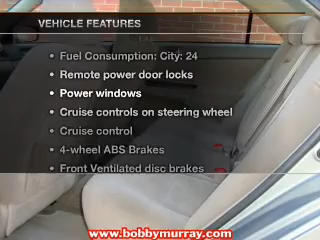 VEHICLE FEATURES
• Fuel Consumption: City: 24
• Remote power door locks
• Power windows
• Cruise controls on steering wheel
• Cruise control
• 4-wheel ABS Brakes
• Front Ventilated disc brakes
www.bobbymurray.com